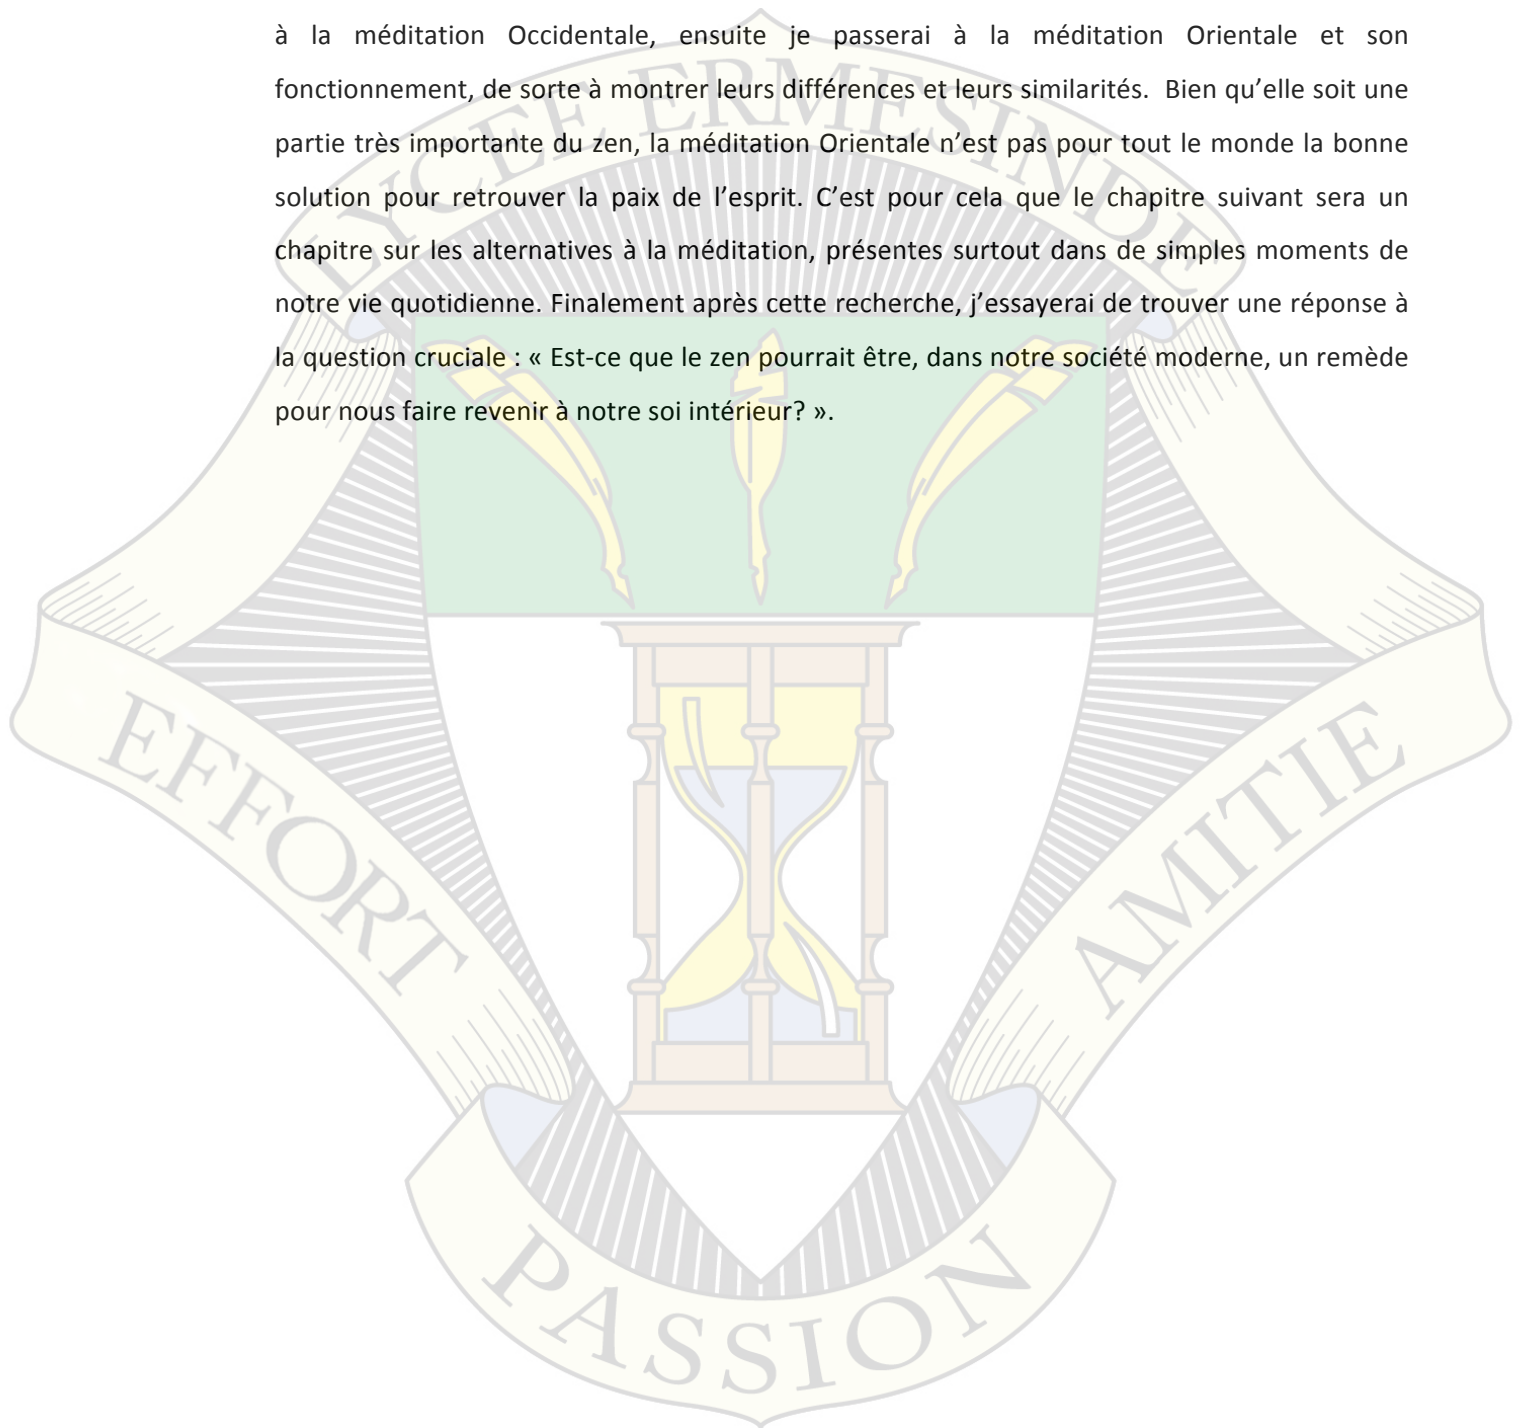 à la méditation Occidentale, ensuite je passerai à la méditation Orientale et son
fonctionnement, de sorte à montrer leurs différences et leurs similarités. Bien qu’elle soit une
partie très importante du zen, la méditation Orientale n’est pas pour tout le monde la bonne
solution pour retrouver la paix de l’esprit. C’est pour cela que le chapitre suivant sera un
chapitre sur les alternatives à la méditation, présentes surtout dans de simples moments de
notre vie quotidienne. Finalement après cette recherche, j’essayerai de trouver une réponse à
la question cruciale : « Est-ce que le zen pourrait être, dans notre société moderne, un remède
pour nous faire revenir à notre soi intérieur? ».
LYCEE ERMESINDE
EFFORT
AMITIE
PASSION